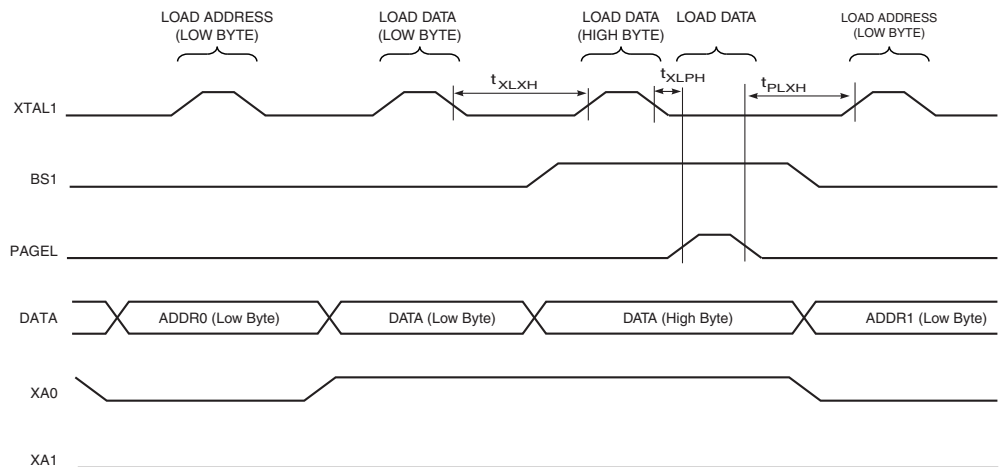 LOAD ADDRESS
(LOW BYTE)
LOAD DATA
(LOW BYTE)
LOAD DATA
(HIGH BYTE)
LOAD DATA
LOAD ADDRESS
(LOW BYTE)
tXLXH
tXLPH
tPLXH
XTAL1
BS1
PAGEL
DATA
ADDR0 (Low Byte)
DATA (Low Byte)
DATA (High Byte)
ADDR1 (Low Byte)
XA0
XA1